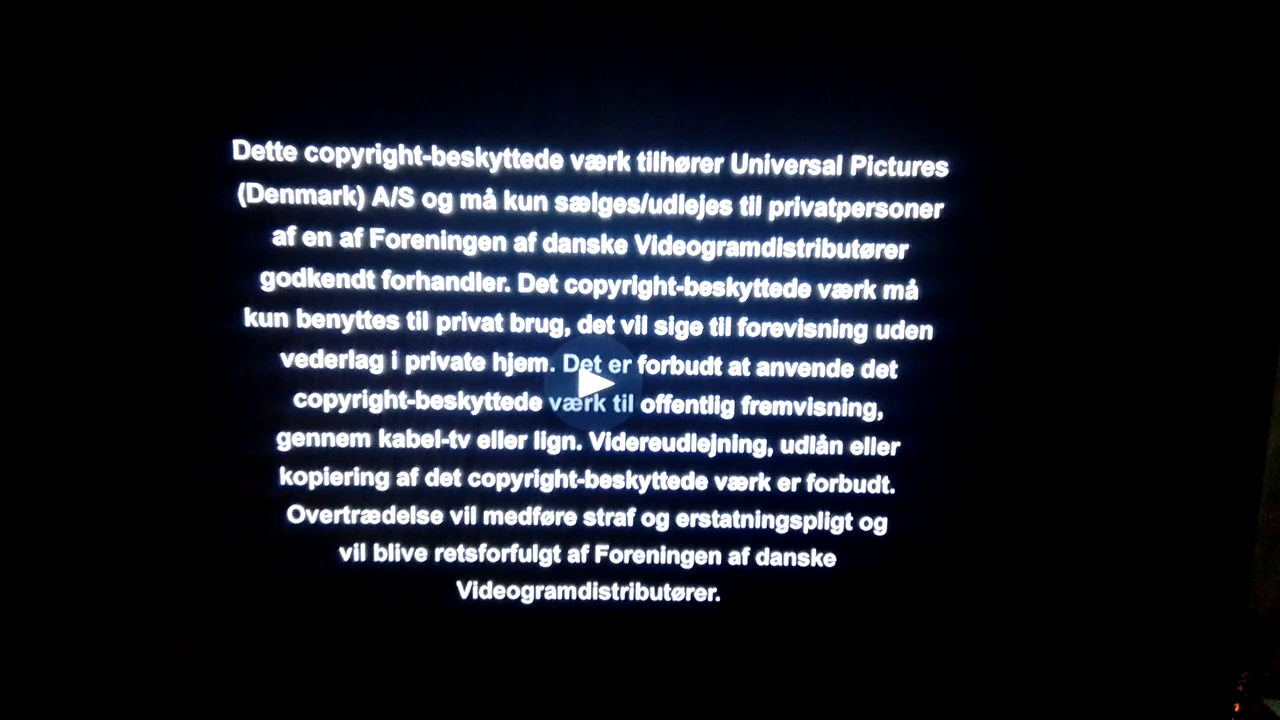 Dette copyright-beskyttede værk tilhører Universal Pictures
(Denmark) A/S og må kun sælges/udlejes til privatpersoner
af en af Foreningen af danske Videogramdistributører
godkendt forhandler. Det copyright-beskyttede værk må
kun benyttes til privat brug, det vil sige til forevisning uden
vederlag i private hjem. Det er forbudt at anvende det
copyright-beskyttede værk til offentlig fremvisning,
gennem kabel-tv eller lign. Videreudlejning, udlån eller
kopiering af det copyright-beskyttede værk er forbudt.
Overtrædelse vil medføre straf og erstatningspligt og
vil blive retsforfulgt af Foreningen af danske
Videogramdistributører.